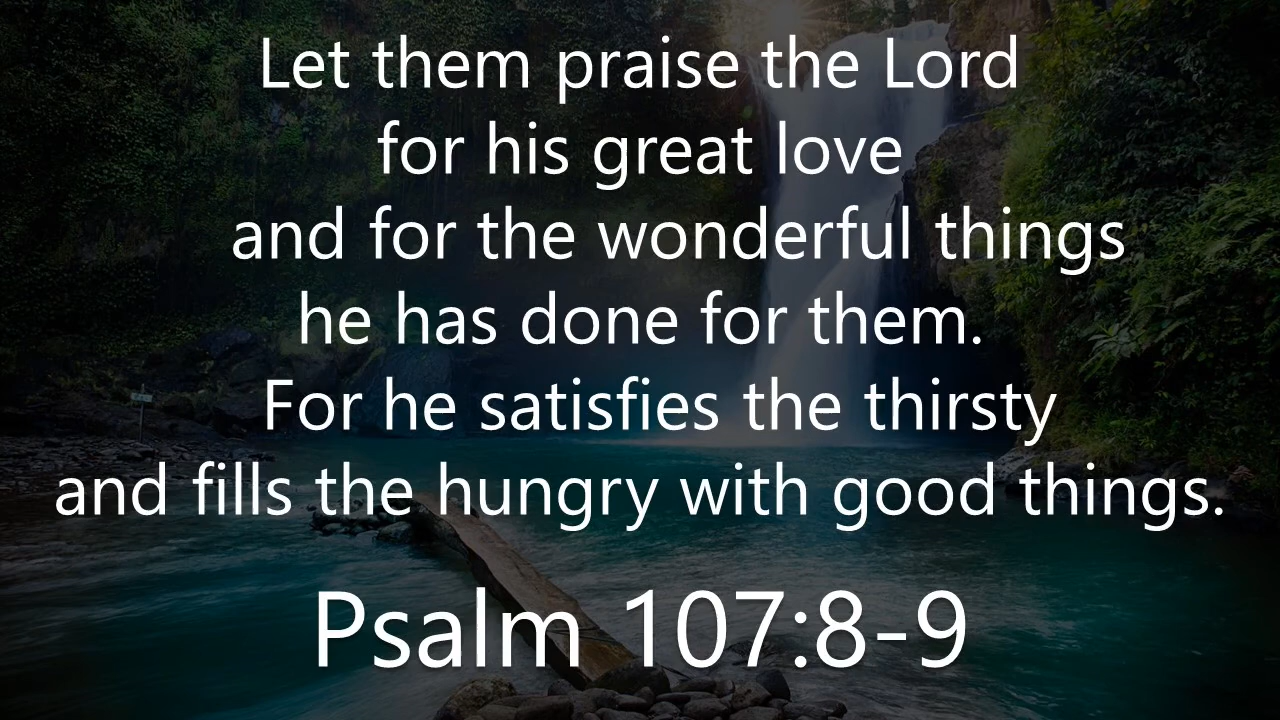 Let them praise the Lord
for his great love
and for the wonderful things
he has done for them.
For he satisfies the thirsty
and fills the hungry with good things.
Psalm 107:8-9